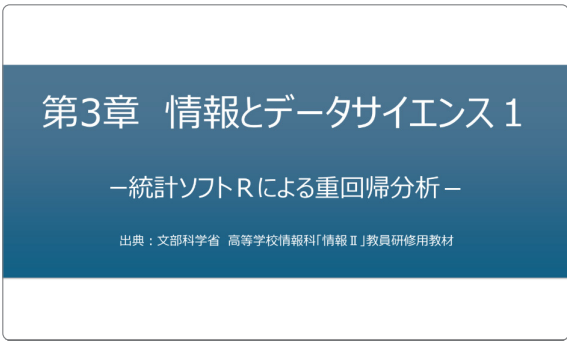 第3章 情報とデータサイエンス1
－統計ソフトRによる重回帰分析－
出典：文部科学省 高等学校情報科「情報Ⅱ」教員研修用教材